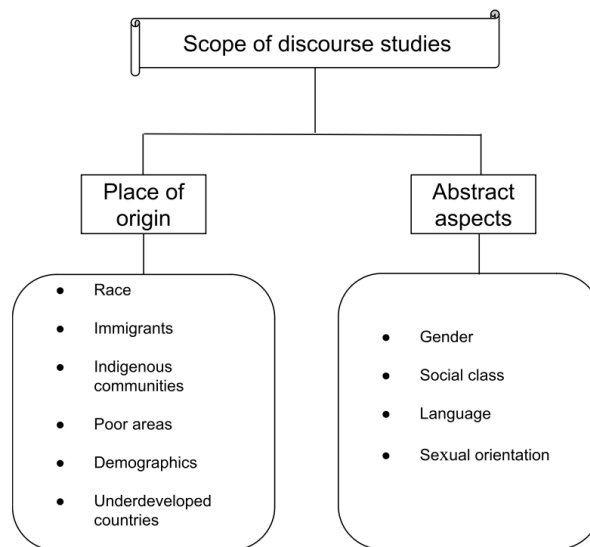 Scope of discourse studies
Place of
origin
Abstract
aspects
● Race
● Immigrants
● Indigenous
communities
● Poor areas
● Demographics
● Underdeveloped
countries
● Gender
● Social class
● Language
● Sexual orientation